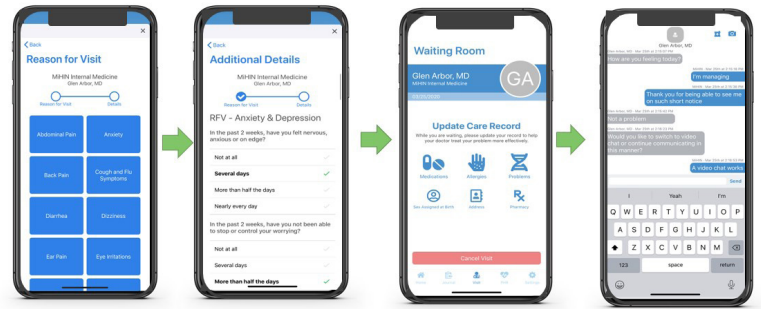 Back
Reason for Visit
MiHIN Internal Medicine
Glen Arbor, MD
Reason for Visit
Details
Abdominal Pain
Anxiety
Back Pain
Cough and Flu
Symptoms
Diarrhea
Dizziness
Ear Pain
Eye Irritations
Back
Additional Details
MiHIN Internal Medicine
Glen Arbor, MD
Reason for Visit
Details
RFV - Anxiety & Depression
In the past 2 weeks, have you felt nervous,
anxious or on edge?
Not at all
Several days
More than half the days
Nearly every day
In the past 2 weeks, have you not been able
to stop or control your worrying?
Not at all
Several days
More than half the days
Waiting Room
Glen Arbor, MD
MiHIN Internal Medicine
GA
Update Care Record
While you are waiting, please update your record to help
your doctor treat your problem more effectively.
Medications
Allergies
Problems
Sex Assigned at Birth
Address
Pharmacy
Cancel Visit
Visit
Settings
A
Glen Arbor, MD
How are you feeling today?
I'm managing
Thank you for being able to see me
on such short notice
Not a problem
Would you like to switch to video
chat or continue communicating in
this manner?
A video chat works
Send
I
Yeah
I'm
Q W E R T Y U I O P
A S D F G H J K L
Z X C V B N M
123
space
return